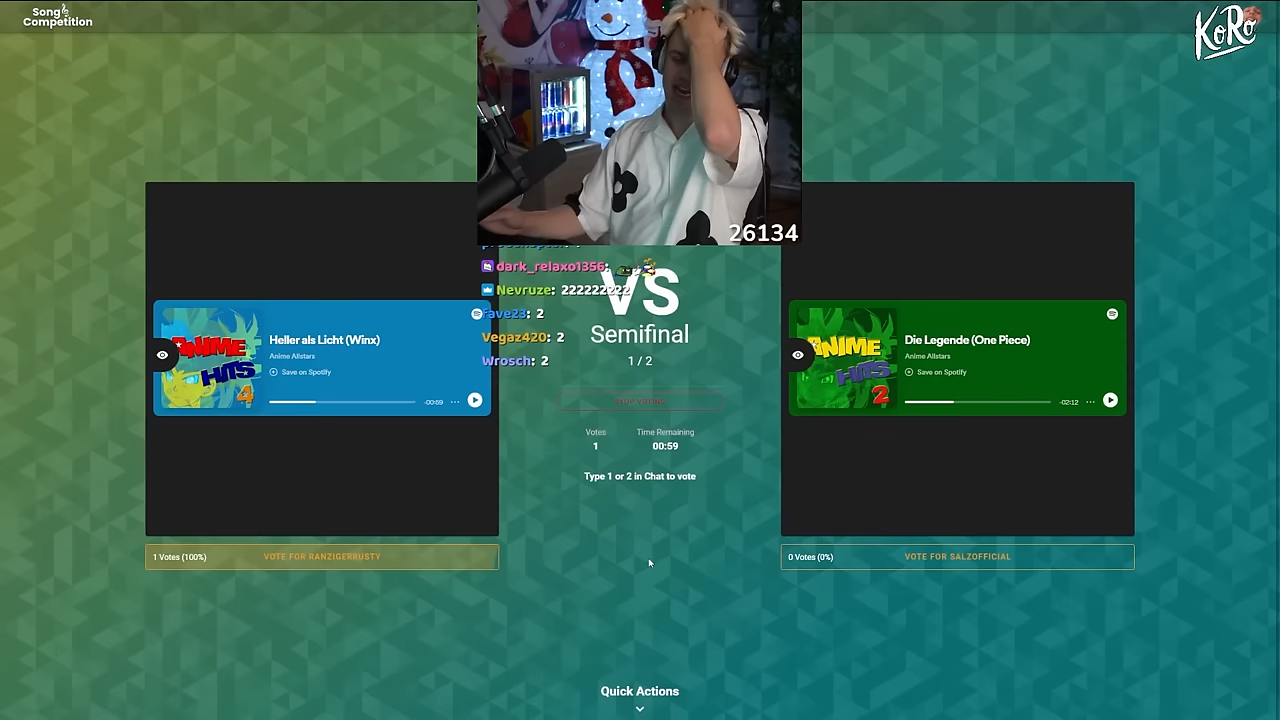 Song
Competition
KoRo
26134
dark_relaxo1356:
Nevruze: 222222222
Fave23: 2
Vegaz420: 2
Wrosch: 2
VS
Semifinal
1 / 2
STOP VOTING
Votes
1
Time Remaining
00:59
Type 1 or 2 in Chat to vote
ANIME
HITS
4
Heller als Licht (Winx)
Anime Allstars
Save on Spotify
-00:59
1 Votes (100%)
VOTE FOR RANZIGERRUSTY
ANIME
HITS
2
Die Legende (One Piece)
Anime Allstars
Save on Spotify
-02:12
0 Votes (0%)
VOTE FOR SALZOFFICIAL
Quick Actions